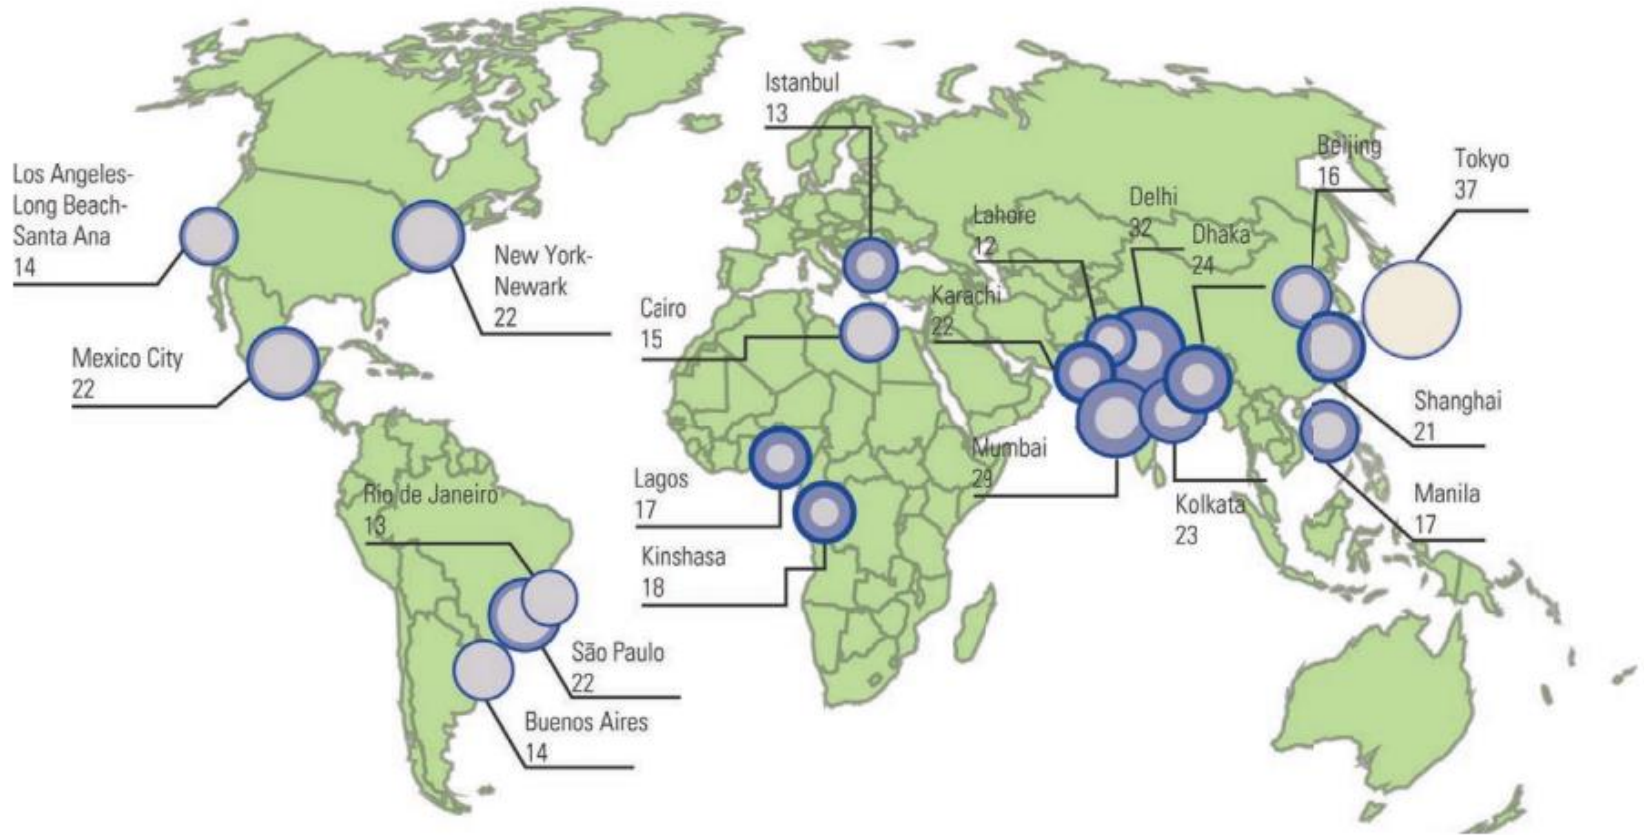 Istanbul
13
Beijing
16
Tokyo
37
Los Angeles-
Long Beach-
Santa Ana
14
Delhi
32
Lahore
12
Dhaka
24
New York-
Newark
22
Cairo
15
Karachi
22
Mexico City
22
Shanghai
21
Mumbai
29
Lagos
17
Rio de Janeiro
13
Kolkata
23
Manila
17
Kinshasa
18
São Paulo
22
Buenos Aires
14